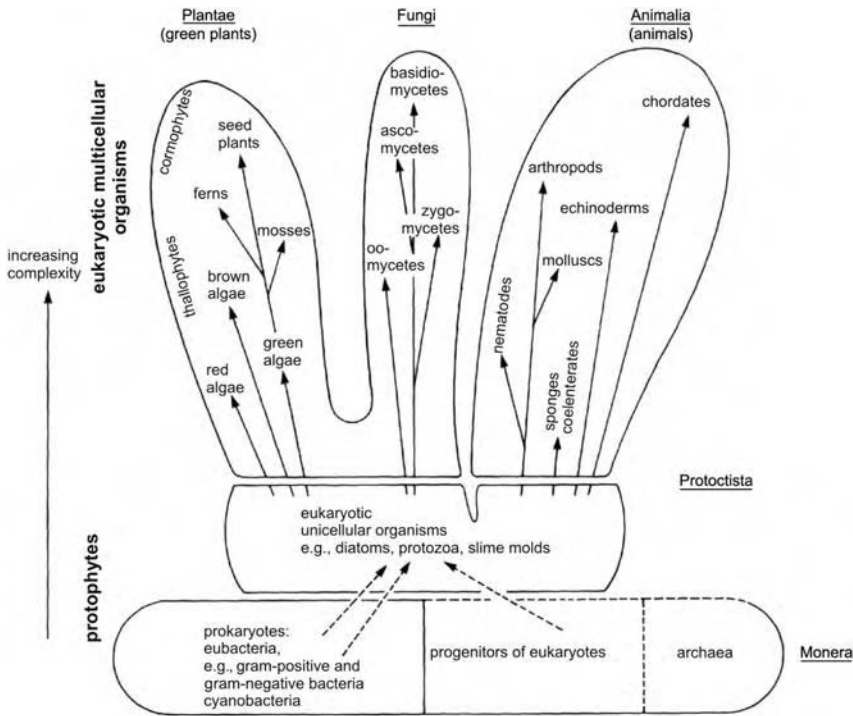 Plantae
(green plants)
Fungi
Animalia
(animals)
eukaryotic multicellular
organisms
cormophytes
thallophytes
seed
plants
ferns
mosses
brown
algae
green
algae
red
algae
basidio-
mycetes
asco-
mycetes
zygo-
mycetes
oo-
mycetes
chordates
arthropods
echinoderms
molluscs
nematodes
sponges
coelenterates
increasing
complexity
Protoctista
eukaryotic
unicellular organisms
e.g., diatoms, protozoa, slime molds
protophytes
prokaryotes:
eubacteria,
e.g., gram-positive and
gram-negative bacteria
cyanobacteria
progenitors of eukaryotes
archaea
Monera